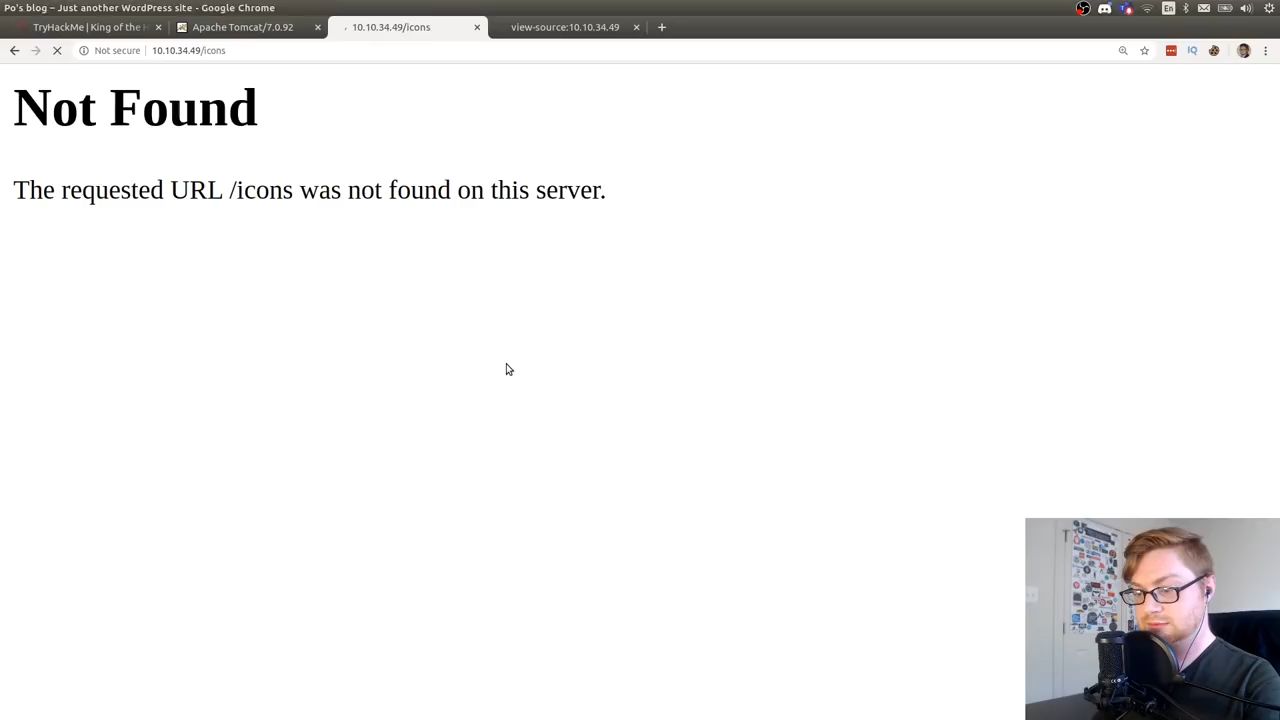 Po's blog – Just another WordPress site - Google Chrome
En
TryHackMe | King of the H
Apache Tomcat/7.0.92
10.10.34.49/icons
view-source:10.10.34.49
Not secure
10.10.34.49/icons
IQ
Not Found
The requested URL /icons was not found on this server.